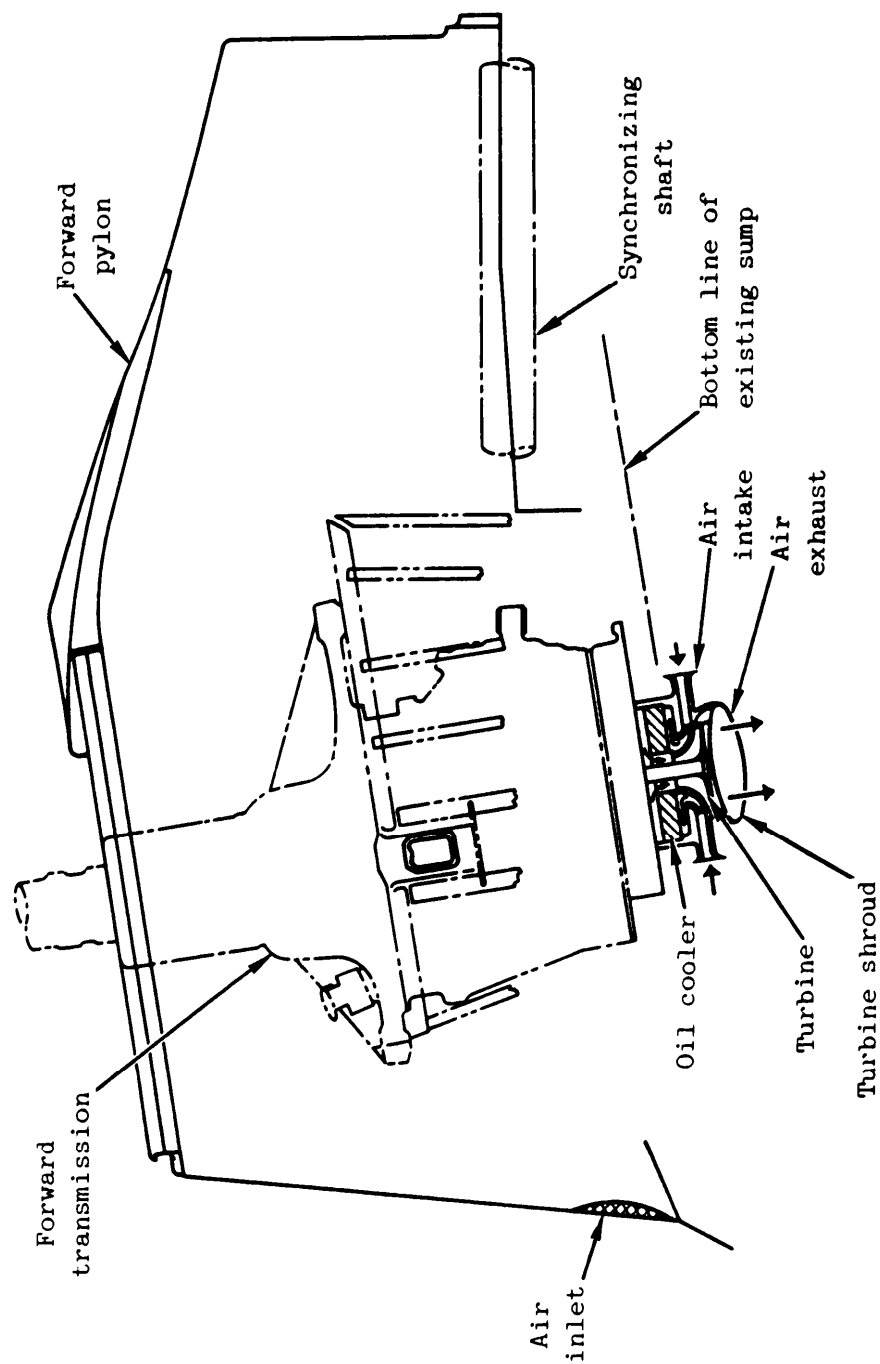 Forward
pylon
Synchronizing
shaft
Bottom line of
existing sump
Air
intake
Air
exhaust
Forward
transmission
Oil cooler
Turbine
Turbine shroud
Air
inlet